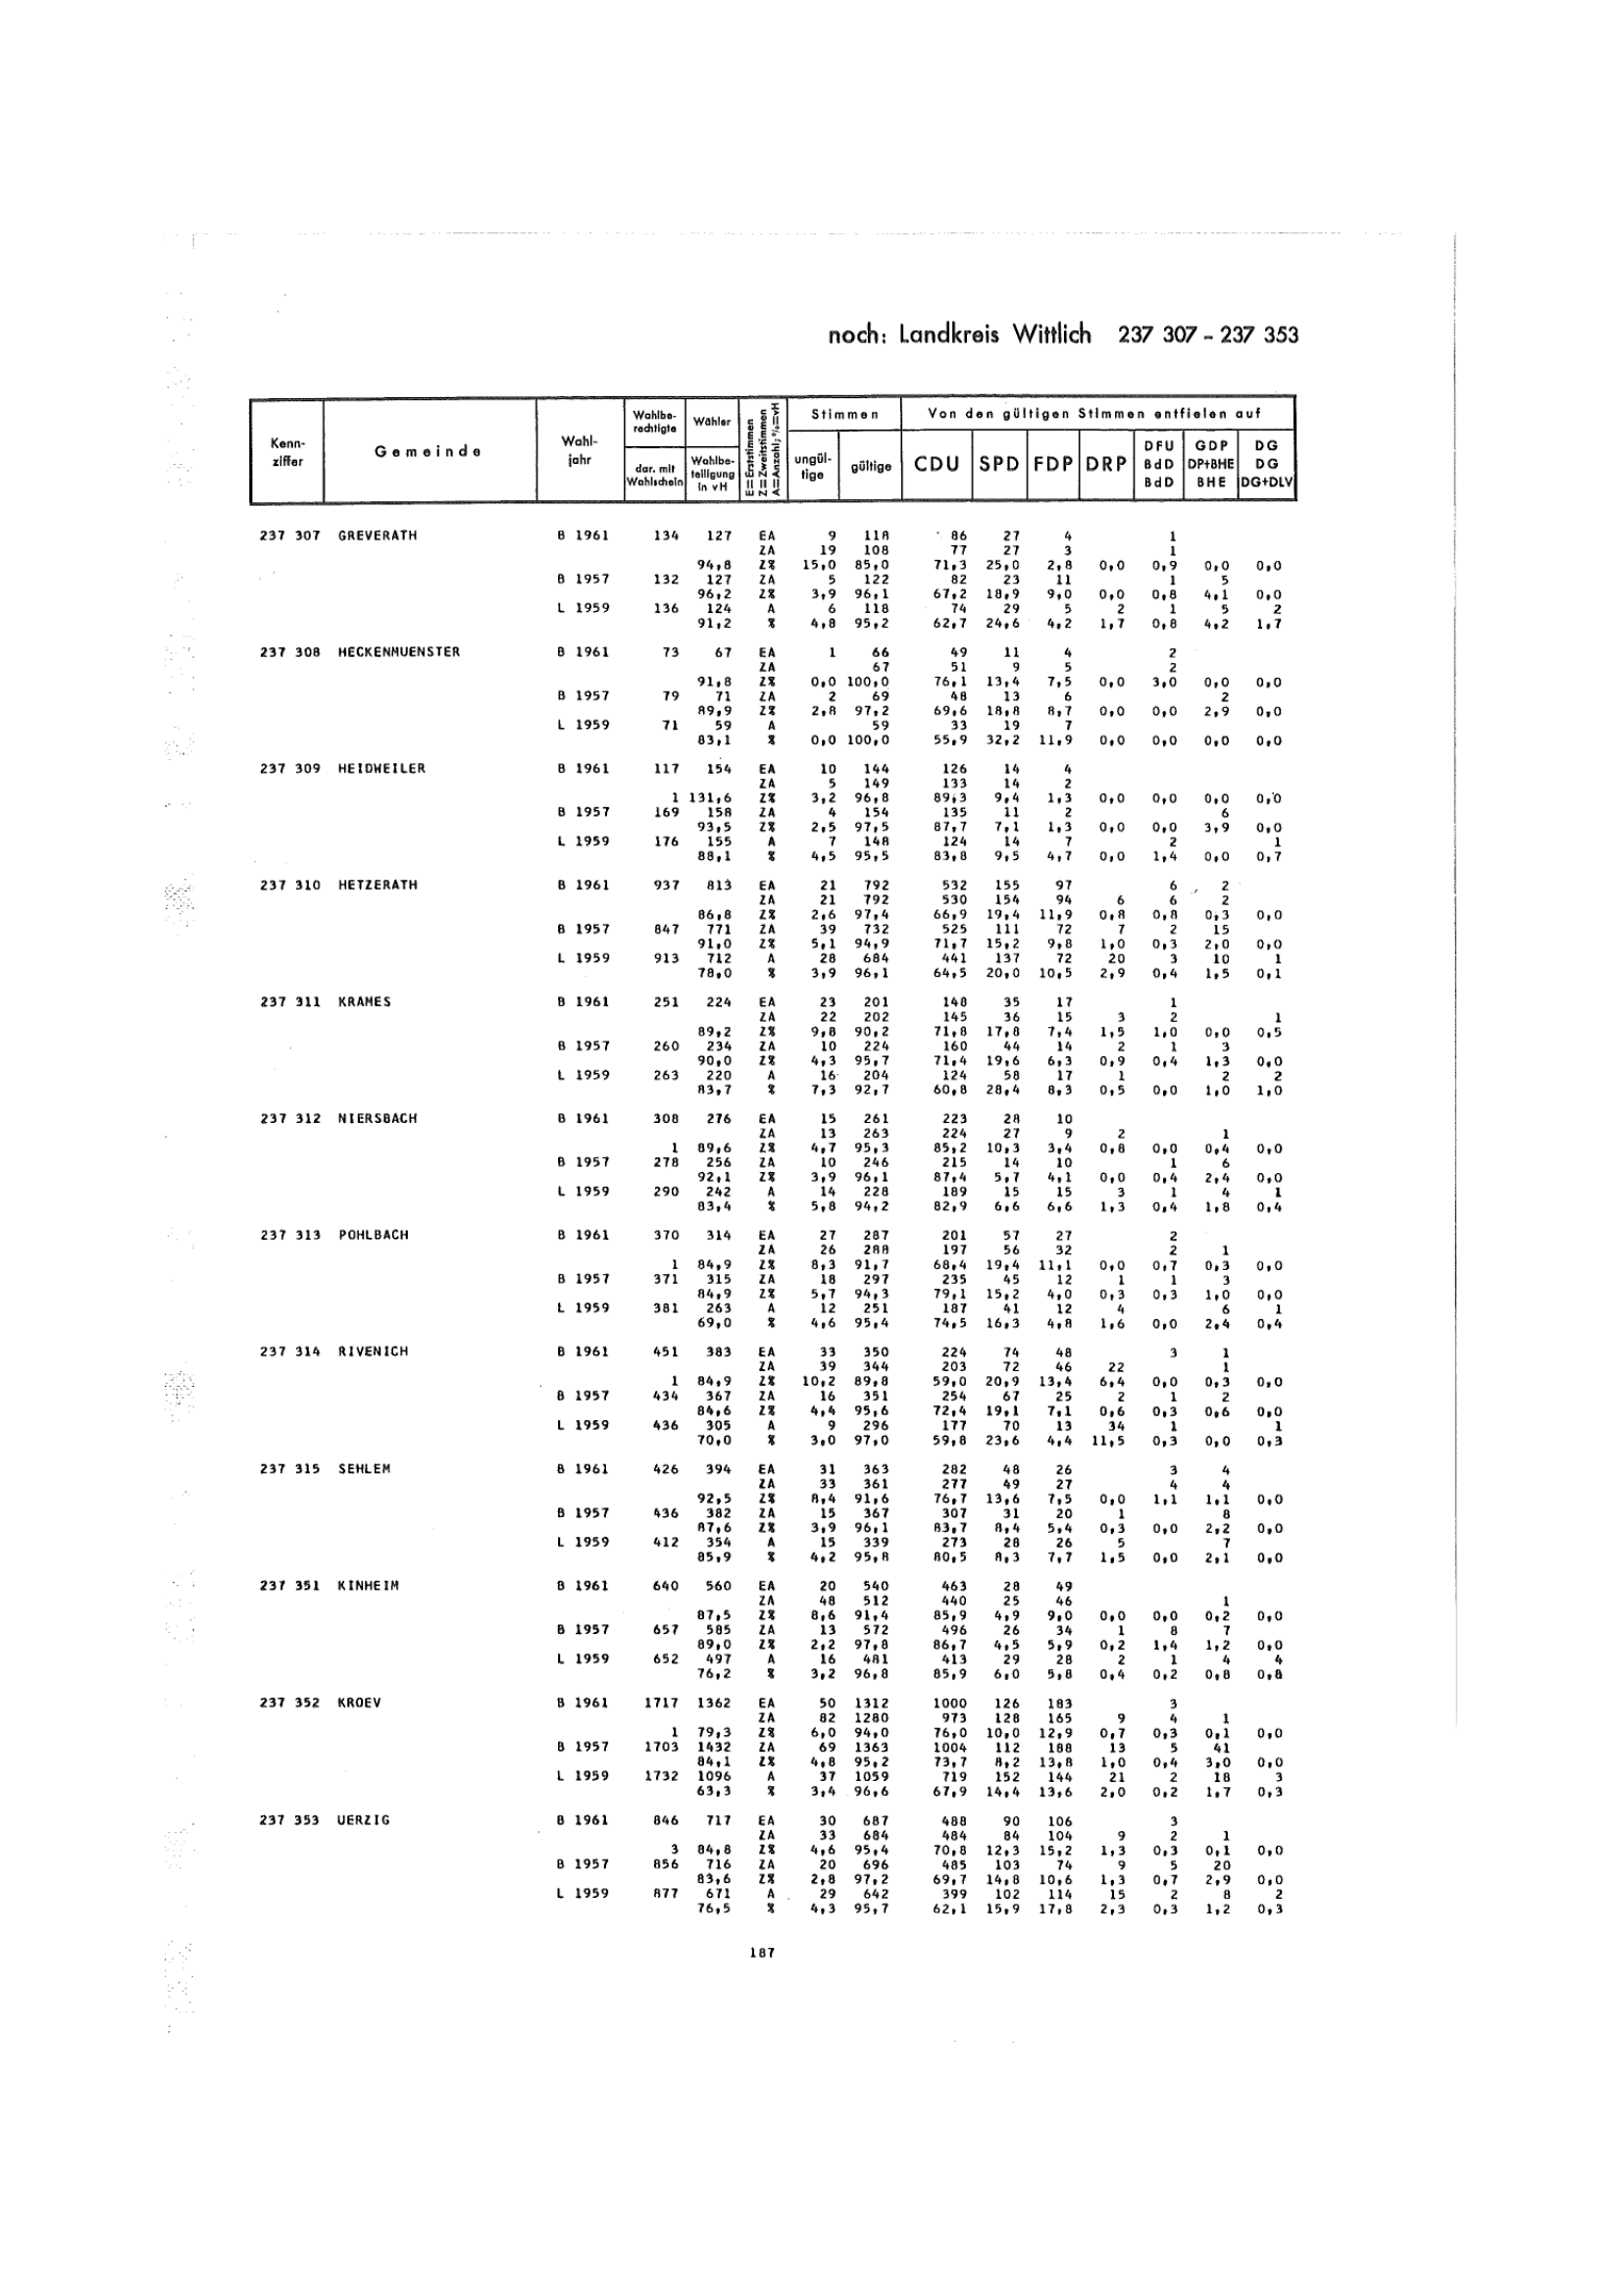 noch: Landkreis Wittlich 237 307 – 237 353
Kenn-ziffer Gemeinde Wahl-jahr Wahlbe-rechtigte dar. mit Wahlschein Wähler Wahlbe-teiligung in vH E=Erststimmen Z=Zweitstimmen A=Anzahl; %=vH Stimmen ungül-tige gültige Von den gültigen Stimmen entfielen auf CDU SPD FDP DRP DFU BdD BdD GDP DP+BHE BHE DG DG DG+DLV
237 307 GREVERATH B 1961 134 127 EA 9 118 86 27 4 1
ZA 19 108 77 27 3 1
94,8 Z% 15,0 85,0 71,3 25,0 2,8 0,0 0,9 0,0 0,0
B 1957 132 127 ZA 5 122 82 23 11 1 5
96,2 Z% 3,9 96,1 67,2 18,9 9,0 0,0 0,8 4,1 0,0
L 1959 136 124 A 6 118 74 29 5 2 1 5 2
91,2 % 4,8 95,2 62,7 24,6 4,2 1,7 0,8 4,2 1,7
237 308 HECKENMUENSTER B 1961 73 67 EA 1 66 49 11 4 2
ZA 67 51 9 5 2
91,8 Z% 0,0 100,0 76,1 13,4 7,5 0,0 3,0 0,0 0,0
B 1957 79 71 ZA 2 69 48 13 6 2
89,9 Z% 2,8 97,2 69,6 18,8 8,7 0,0 0,0 2,9 0,0
L 1959 71 59 A 59 33 19 7
83,1 % 0,0 100,0 55,9 32,2 11,9 0,0 0,0 0,0 0,0
237 309 HEIDWEILER B 1961 117 154 EA 10 144 126 14 4
ZA 5 149 133 14 2
1 131,6 Z% 3,2 96,8 89,3 9,4 1,3 0,0 0,0 0,0 0,0
B 1957 169 158 ZA 4 154 135 11 2 6
93,5 Z% 2,5 97,5 87,7 7,1 1,3 0,0 0,0 3,9 0,0
L 1959 176 155 A 7 148 124 14 7 2 1
88,1 % 4,5 95,5 83,8 9,5 4,7 0,0 1,4 0,0 0,7
237 310 HETZERATH B 1961 937 813 EA 21 792 532 155 97 6 2
ZA 21 792 530 154 94 6 6 2
86,8 Z% 2,6 97,4 66,9 19,4 11,9 0,8 0,8 0,3 0,0
B 1957 847 771 ZA 39 732 525 111 72 7 2 15
91,0 Z% 5,1 94,9 71,7 15,2 9,8 1,0 0,3 2,0 0,0
L 1959 913 712 A 28 684 441 137 72 20 3 10 1
78,0 % 3,9 96,1 64,5 20,0 10,5 2,9 0,4 1,5 0,1
237 311 KRAMES B 1961 251 224 EA 23 201 148 35 17 1
ZA 22 202 145 36 15 3 2 1
89,2 Z% 9,8 90,2 71,8 17,8 7,4 1,5 1,0 0,0 0,5
B 1957 260 234 ZA 10 224 160 44 14 2 1 3
90,0 Z% 4,3 95,7 71,4 19,6 6,3 0,9 0,4 1,3 0,0
L 1959 263 220 A 16 204 124 58 17 1 2 2
83,7 % 7,3 92,7 60,8 28,4 8,3 0,5 0,0 1,0 1,0
237 312 NIERSBACH B 1961 308 276 EA 15 261 223 28 10
ZA 13 263 224 27 9 2 1
1 89,6 Z% 4,7 95,3 85,2 10,3 3,4 0,8 0,0 0,4 0,0
B 1957 278 256 ZA 10 246 215 14 10 1 6
92,1 Z% 3,9 96,1 87,4 5,7 4,1 0,0 0,4 2,4 0,0
L 1959 290 242 A 14 228 189 15 15 3 1 4 1
83,4 % 5,8 94,2 82,9 6,6 6,6 1,3 0,4 1,8 0,4
237 313 POHLBACH B 1961 370 314 EA 27 287 201 57 27 2
ZA 26 288 197 56 32 2 1
1 84,9 Z% 8,3 91,7 68,4 19,4 11,1 0,0 0,7 0,3 0,0
B 1957 371 315 ZA 18 297 235 45 12 1 1 3
84,9 Z% 5,7 94,3 79,1 15,2 4,0 0,3 0,3 1,0 0,0
L 1959 381 263 A 12 251 187 41 12 4 6 1
69,0 % 4,6 95,4 74,5 16,3 4,8 1,6 0,0 2,4 0,4
237 314 RIVENICH B 1961 451 383 EA 33 350 224 74 48 3 1
ZA 39 344 203 72 46 22 1
1 84,9 Z% 10,2 89,8 59,0 20,9 13,4 6,4 0,0 0,3 0,0
B 1957 434 367 ZA 16 351 254 67 25 2 1 2
84,6 Z% 4,4 95,6 72,4 19,1 7,1 0,6 0,3 0,6 0,0
L 1959 436 305 A 9 296 177 70 13 34 1 1
70,0 % 3,0 97,0 59,8 23,6 4,4 11,5 0,3 0,0 0,3
237 315 SEHLEM B 1961 426 394 EA 31 363 282 48 26 3 4
ZA 33 361 277 49 27 4 4
92,5 Z% 8,4 91,6 76,7 13,6 7,5 0,0 1,1 1,1 0,0
B 1957 436 382 ZA 15 367 307 31 20 1 8
87,6 Z% 3,9 96,1 83,7 8,4 5,4 0,3 0,0 2,2 0,0
L 1959 412 354 A 15 339 273 28 26 5 7
85,9 % 4,2 95,8 80,5 8,3 7,7 1,5 0,0 2,1 0,0
237 351 KINHEIM B 1961 640 560 EA 20 540 463 28 49
ZA 48 512 440 25 46 1
87,5 Z% 8,6 91,4 85,9 4,9 9,0 0,0 0,0 0,2 0,0
B 1957 657 585 ZA 13 572 496 26 34 1 8 7
89,0 Z% 2,2 97,8 86,7 4,5 5,9 0,2 1,4 1,2 0,0
L 1959 652 497 A 16 481 413 29 28 2 1 4 4
76,2 % 3,2 96,8 85,9 6,0 5,8 0,4 0,2 0,8 0,8
237 352 KROEV B 1961 1717 1362 EA 50 1312 1000 126 183 3
ZA 82 1280 973 128 165 9 4 1
1 79,3 Z% 6,0 94,0 76,0 10,0 12,9 0,7 0,3 0,1 0,0
B 1957 1703 1432 ZA 69 1363 1004 112 188 13 5 41
84,1 Z% 4,8 95,2 73,7 8,2 13,8 1,0 0,4 3,0 0,0
L 1959 1732 1096 A 37 1059 719 152 144 21 2 18 3
63,3 % 3,4 96,6 67,9 14,4 13,6 2,0 0,2 1,7 0,3
237 353 UERZIG B 1961 846 717 EA 30 687 488 90 106 3
ZA 33 684 484 84 104 9 2 1
3 84,8 Z% 4,6 95,4 70,8 12,3 15,2 1,3 0,3 0,1 0,0
B 1957 856 716 ZA 20 696 485 103 74 9 5 20
83,6 Z% 2,8 97,2 69,7 14,8 10,6 1,3 0,7 2,9 0,0
L 1959 877 671 A 29 642 399 102 114 15 2 8 2
76,5 % 4,3 95,7 62,1 15,9 17,8 2,3 0,3 1,2 0,3
187